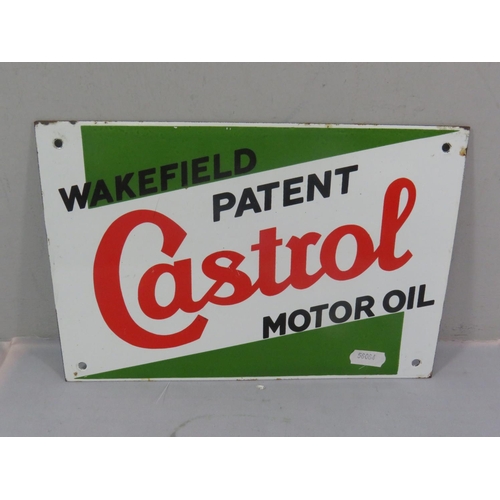 WAKEFIELD
PATENT
Castrol
MOTOR OIL